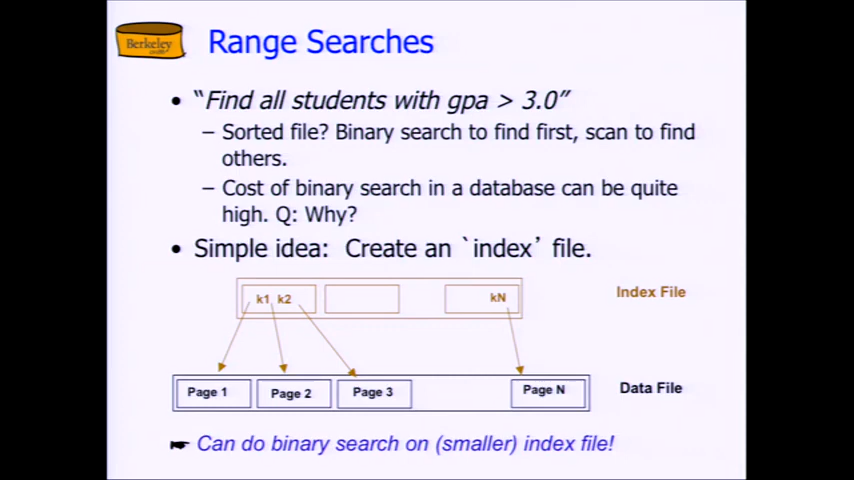 Berkeley
Range Searches
• "Find all students with gpa > 3.0"
– Sorted file? Binary search to find first, scan to find
others.
– Cost of binary search in a database can be quite
high. Q: Why?
• Simple idea: Create an `index' file.
k1 k2 kN Index File
Page 1 Page 2 Page 3 Page N Data File
☛ Can do binary search on (smaller) index file!